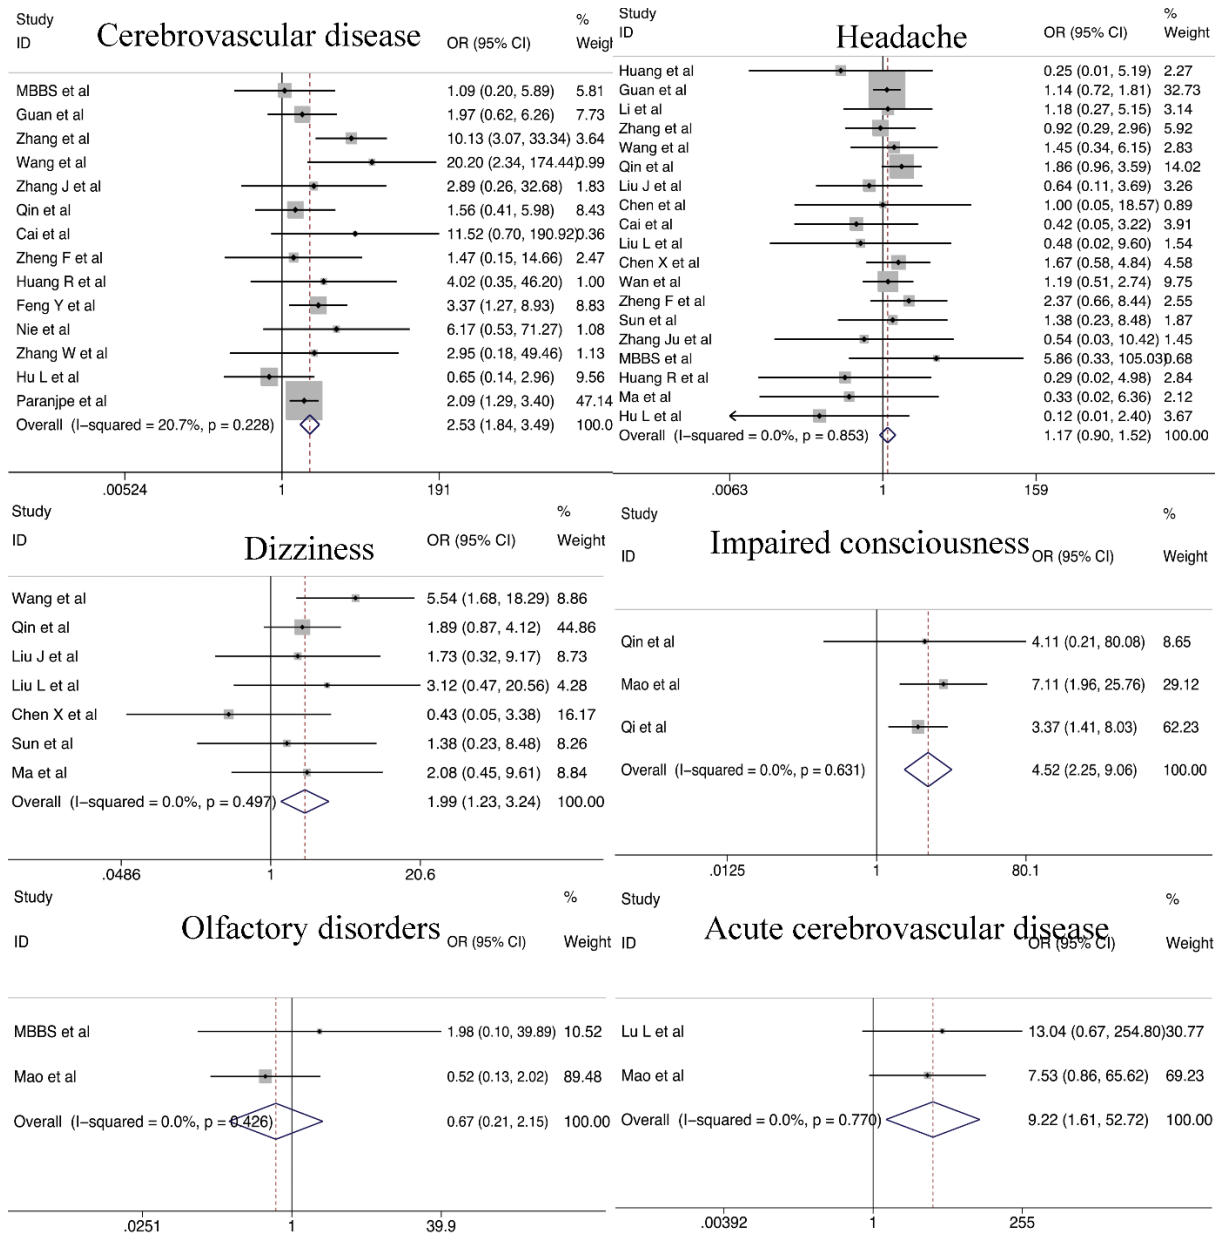 Study
ID
Cerebrovascular disease
OR (95% CI)
%
Weigh
MBBS et al 1.09 (0.20, 5.89) 5.81
Guan et al 1.97 (0.62, 6.26) 7.73
Zhang et al 10.13 (3.07, 33.34) 3.64
Wang et al 20.20 (2.34, 174.44) 0.99
Zhang J et al 2.89 (0.26, 32.68) 1.83
Qin et al 1.56 (0.41, 5.98) 8.43
Cai et al 11.52 (0.70, 190.92) 0.36
Zheng F et al 1.47 (0.15, 14.66) 2.47
Huang R et al 4.02 (0.35, 46.20) 1.00
Feng Y et al 3.37 (1.27, 8.93) 8.83
Nie et al 6.17 (0.53, 71.27) 1.08
Zhang W et al 2.95 (0.18, 49.46) 1.13
Hu L et al 0.65 (0.14, 2.96) 9.56
Paranjpe et al 2.09 (1.29, 3.40) 47.14
Overall (I-squared = 20.7%, p = 0.228) 2.53 (1.84, 3.49) 100.0
.00524 1 191
Study
ID
Headache
OR (95% CI)
%
Weight
Huang et al 0.25 (0.01, 5.19) 2.27
Guan et al 1.14 (0.72, 1.81) 32.73
Li et al 1.18 (0.27, 5.15) 3.14
Zhang et al 0.92 (0.29, 2.96) 5.92
Wang et al 1.45 (0.34, 6.15) 2.83
Qin et al 1.86 (0.96, 3.59) 14.02
Liu J et al 0.64 (0.11, 3.69) 3.26
Chen et al 1.00 (0.05, 18.57) 0.89
Cai et al 0.42 (0.05, 3.22) 3.91
Liu L et al 0.48 (0.02, 9.60) 1.54
Chen X et al 1.67 (0.58, 4.84) 4.58
Wan et al 1.19 (0.51, 2.74) 9.75
Zheng F et al 2.37 (0.66, 8.44) 2.55
Sun et al 1.38 (0.23, 8.48) 1.87
Zhang Ju et al 0.54 (0.03, 10.42) 1.45
MBBS et al 5.86 (0.33, 105.03) 0.68
Huang R et al 0.29 (0.02, 4.98) 2.84
Ma et al 0.33 (0.02, 6.36) 2.12
Hu L et al 0.12 (0.01, 2.40) 3.67
Overall (I-squared = 0.0%, p = 0.853) 1.17 (0.90, 1.52) 100.00
.0063 1 159
Study
ID
Dizziness
OR (95% CI)
%
Weight
Wang et al 5.54 (1.68, 18.29) 8.86
Qin et al 1.89 (0.87, 4.12) 44.86
Liu J et al 1.73 (0.32, 9.17) 8.73
Liu L et al 3.12 (0.47, 20.56) 4.28
Chen X et al 0.43 (0.05, 3.38) 16.17
Sun et al 1.38 (0.23, 8.48) 8.26
Ma et al 2.08 (0.45, 9.61) 8.84
Overall (I-squared = 0.0%, p = 0.497) 1.99 (1.23, 3.24) 100.00
.0486 1 20.6
Study
ID
Impaired consciousness
OR (95% CI)
%
Weight
Qin et al 4.11 (0.21, 80.08) 8.65
Mao et al 7.11 (1.96, 25.76) 29.12
Qi et al 3.37 (1.41, 8.03) 62.23
Overall (I-squared = 0.0%, p = 0.631) 4.52 (2.25, 9.06) 100.00
.0125 1 80.1
Study
ID
Olfactory disorders
OR (95% CI)
%
Weight
MBBS et al 1.98 (0.10, 39.89) 10.52
Mao et al 0.52 (0.13, 2.02) 89.48
Overall (I-squared = 0.0%, p = 0.426) 0.67 (0.21, 2.15) 100.00
.0251 1 39.9
Study
ID
Acute cerebrovascular disease
OR (95% CI)
%
Weight
Lu L et al 13.04 (0.67, 254.80) 30.77
Mao et al 7.53 (0.86, 65.62) 69.23
Overall (I-squared = 0.0%, p = 0.770) 9.22 (1.61, 52.72) 100.00
.00392 1 255